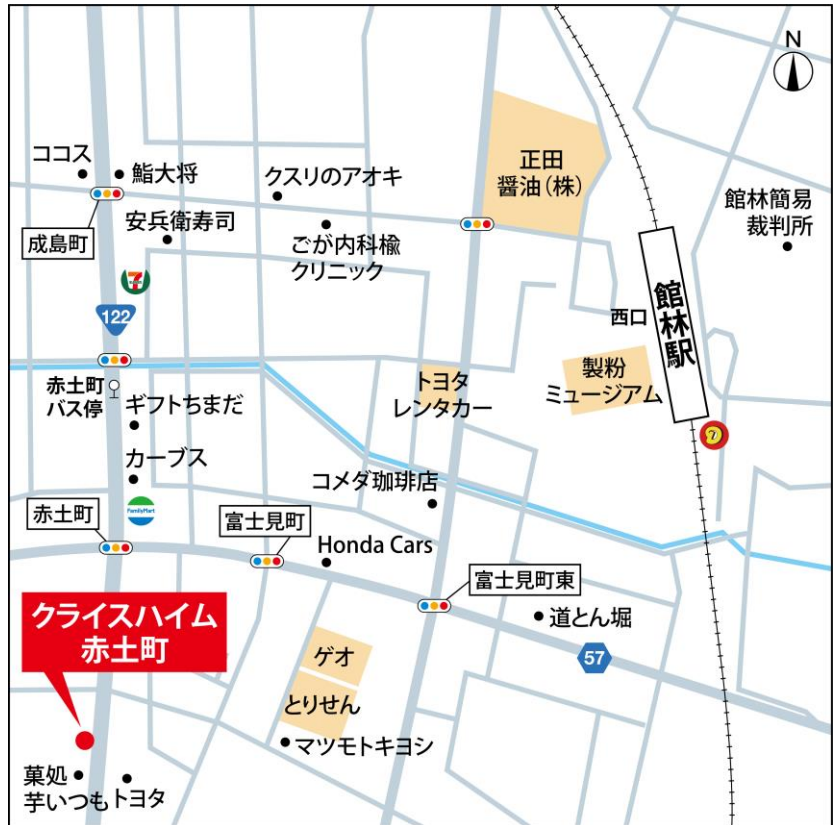 N
ココス
鮨大将
クスリのアオキ
正田
醤油(株)
館林簡易
裁判所
成島町
安兵衛寿司
ごが内科楡
クリニック
7
122
西口
館林駅
赤土町
バス停
ギフトちまだ
トヨタ
レンタカー
製粉
ミュージアム
カーブス
コメダ珈琲店
FamilyMart
赤土町
富士見町
Honda Cars
富士見町東
クライスハイム
赤土町
道とん堀
57
ゲオ
とりせん
マツモトキヨシ
菓処
芋いつも
トヨタ